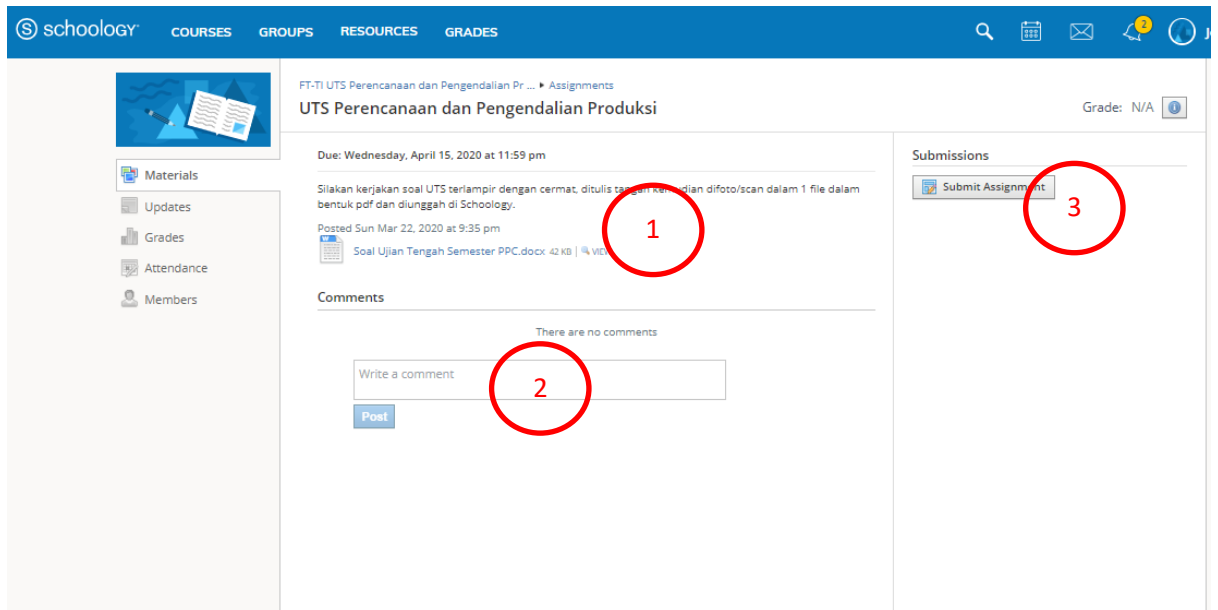 schoology COURSES GROUPS RESOURCES GRADES 2
FT-TI UTS Perencanaan dan Pengendalian Pr ... Assignments
UTS Perencanaan dan Pengendalian Produksi
Grade: N/A
Due: Wednesday, April 15, 2020 at 11:59 pm
Submissions
Materials
Updates
Grades
Attendance
Members
Silakan kerjakan soal UTS terlampir dengan cermat, ditulis tangan kemudian difoto/scan dalam 1 file dalam
bentuk pdf dan diunggah di Schoology.
Posted Sun Mar 22, 2020 at 9:35 pm
1
Soal Ujian Tengah Semester PPC.docx 42 KB |
Submit Assignment
3
Comments
There are no comments
Write a comment
2
Post